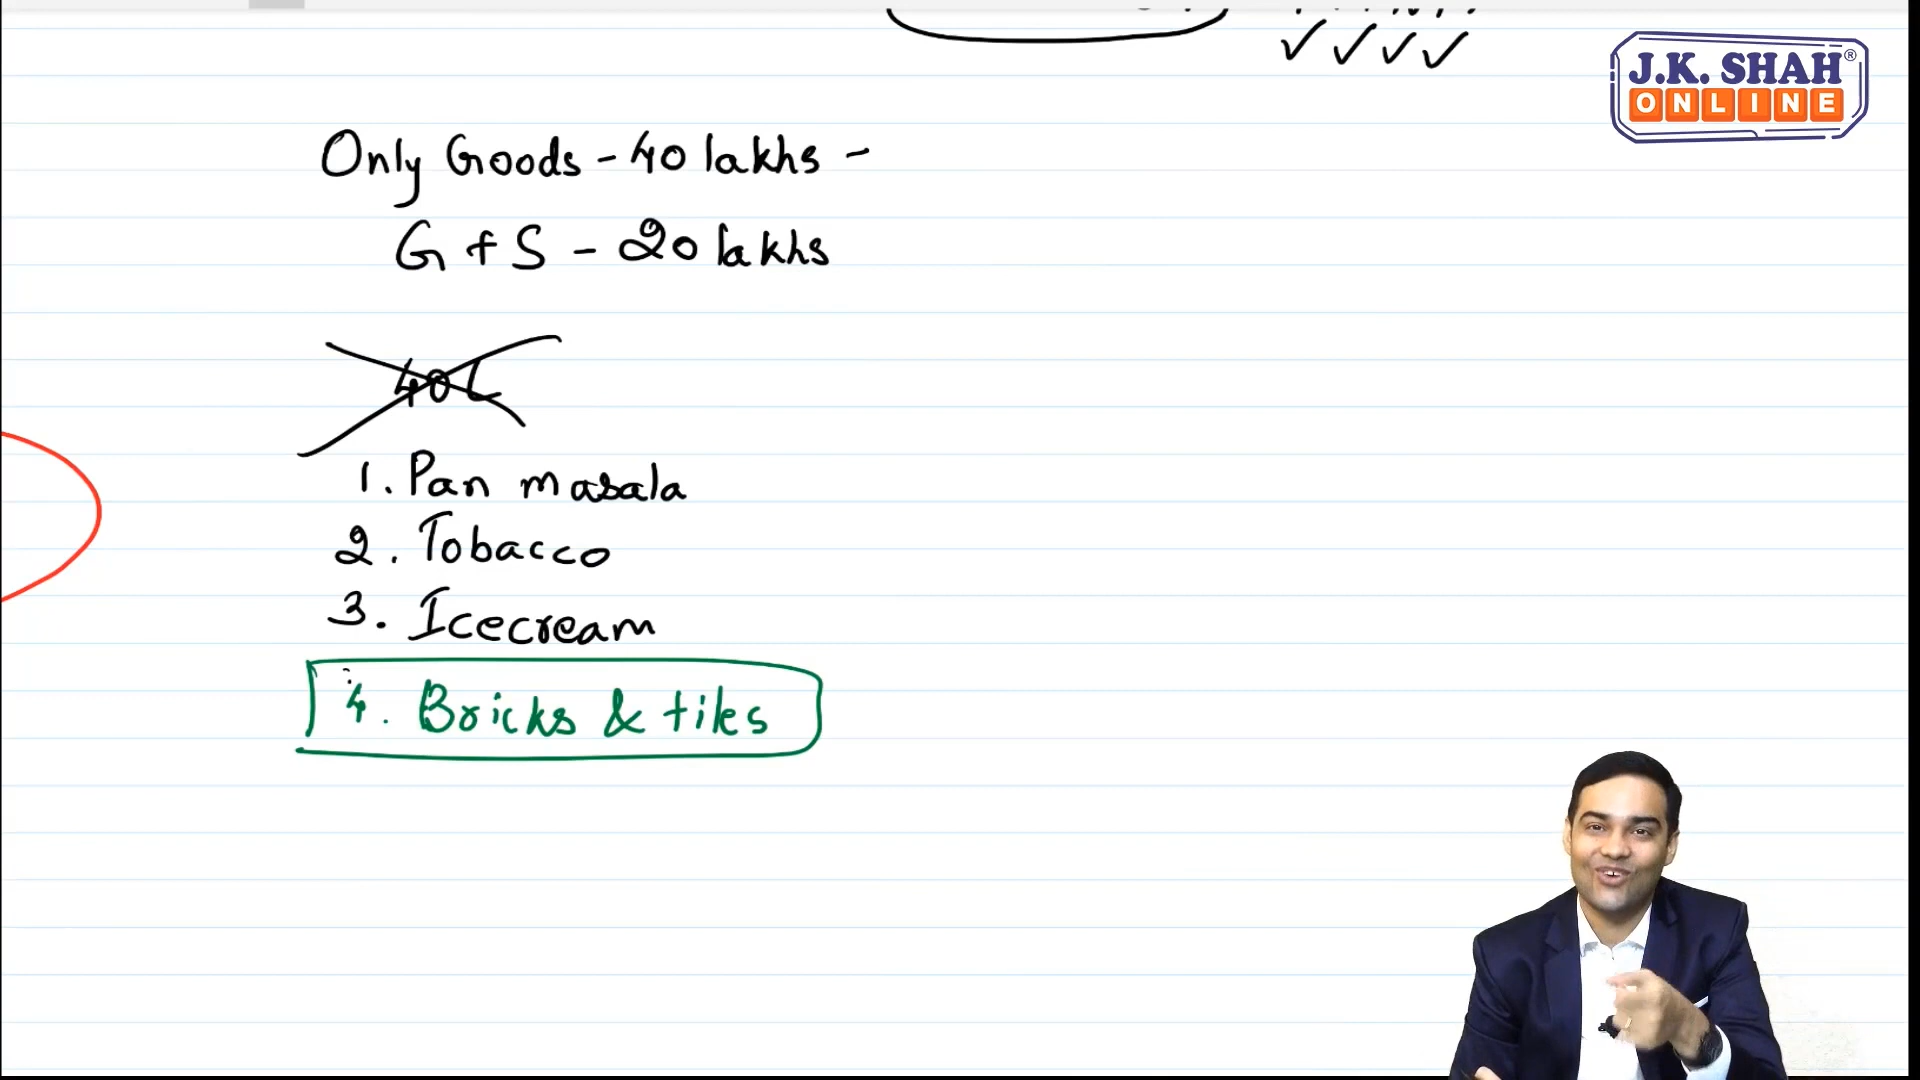 ✓ ✓ ✓ ✓
J.K. SHAH®
ONLINE
Only Goods - 40 lakhs -
G + S - 20 lakhs
40L
1. Pan masala
2. Tobacco
3. Icecream
4. Bricks & tiles